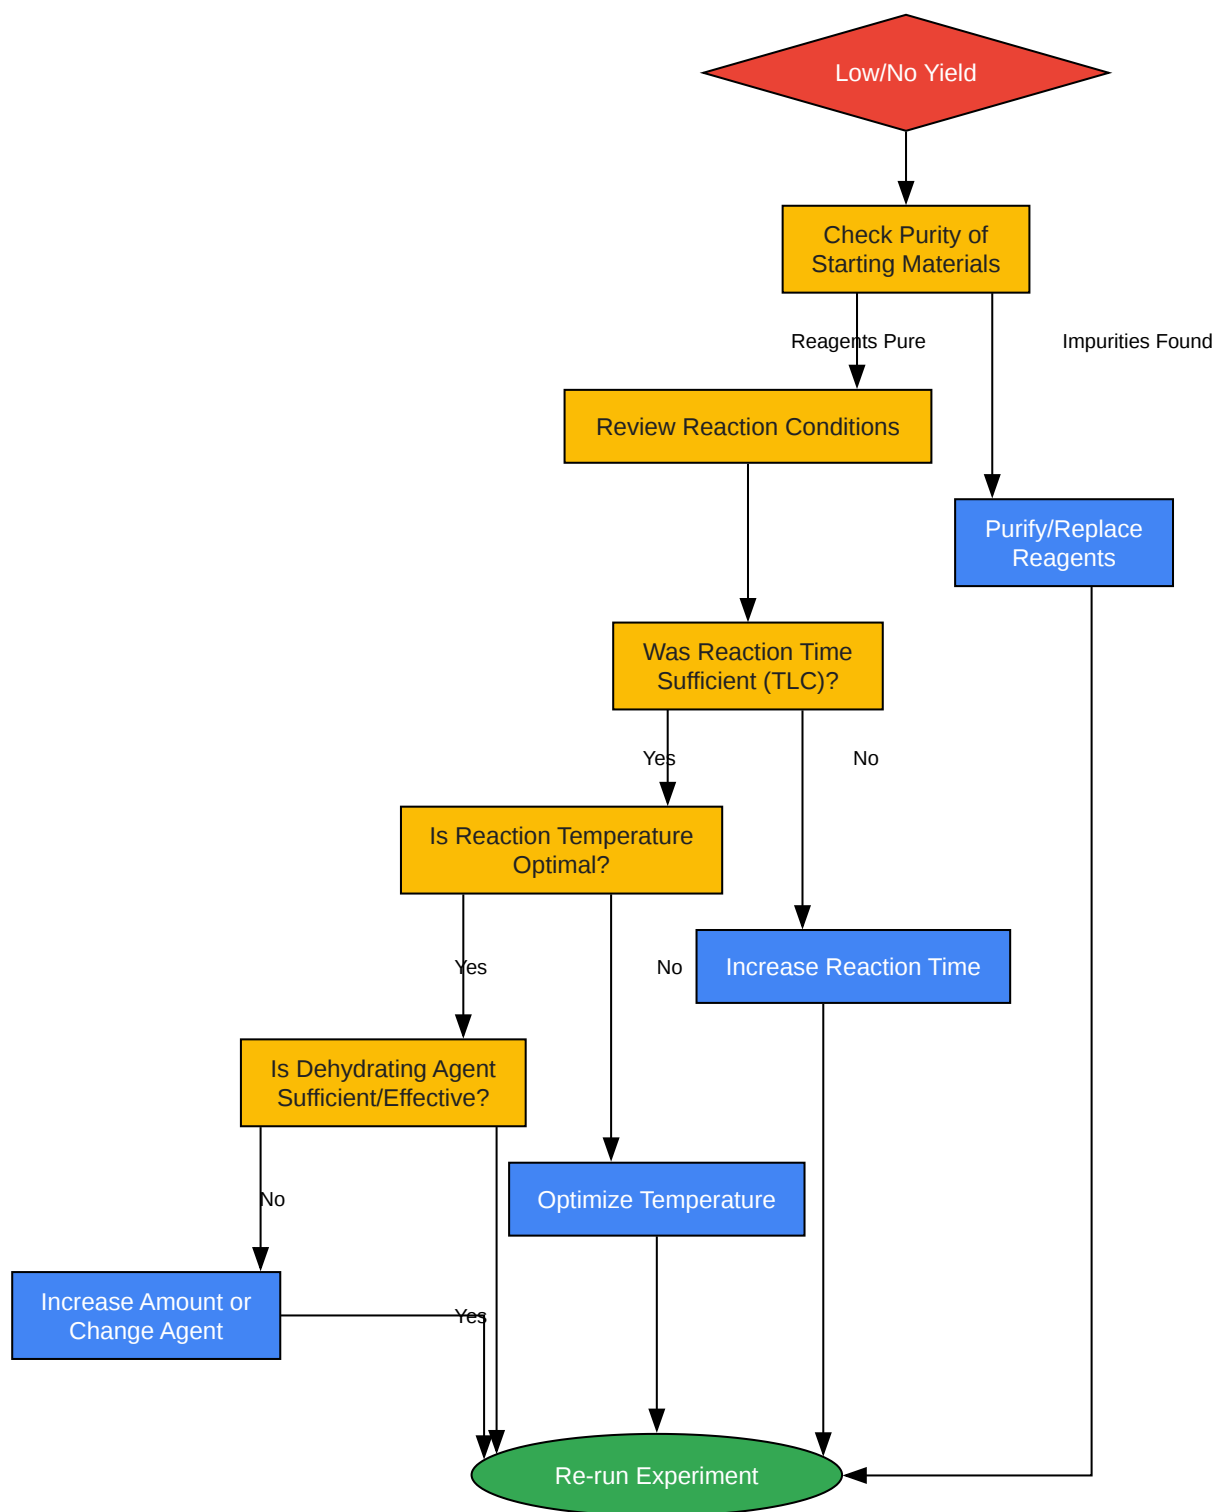 Low/No Yield
Check Purity of
Starting Materials
Reagents Pure
Impurities Found
Review Reaction Conditions
Purify/Replace
Reagents
Was Reaction Time
Sufficient (TLC)?
Yes
No
Is Reaction Temperature
Optimal?
Yes
No
Increase Reaction Time
Is Dehydrating Agent
Sufficient/Effective?
No
Optimize Temperature
Increase Amount or
Change Agent
Yes
Re-run Experiment